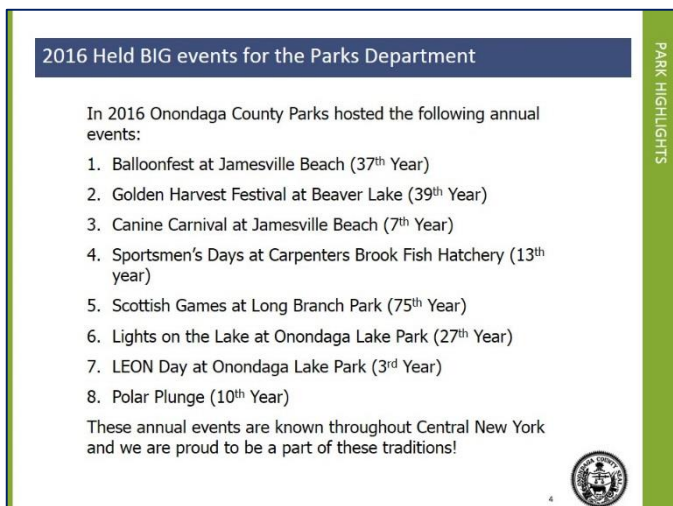 2016 Held BIG events for the Parks Department
PARK HIGHLIGHTS
In 2016 Onondaga County Parks hosted the following annual
events:
1. Balloonfest at Jamesville Beach (37th Year)
2. Golden Harvest Festival at Beaver Lake (39th Year)
3. Canine Carnival at Jamesville Beach (7th Year)
4. Sportsmen's Days at Carpenters Brook Fish Hatchery (13th
year)
5. Scottish Games at Long Branch Park (75th Year)
6. Lights on the Lake at Onondaga Lake Park (27th Year)
7. LEON Day at Onondaga Lake Park (3rd Year)
8. Polar Plunge (10th Year)
These annual events are known throughout Central New York
and we are proud to be a part of these traditions!
4
ONONDAGA COUNTY SEAL